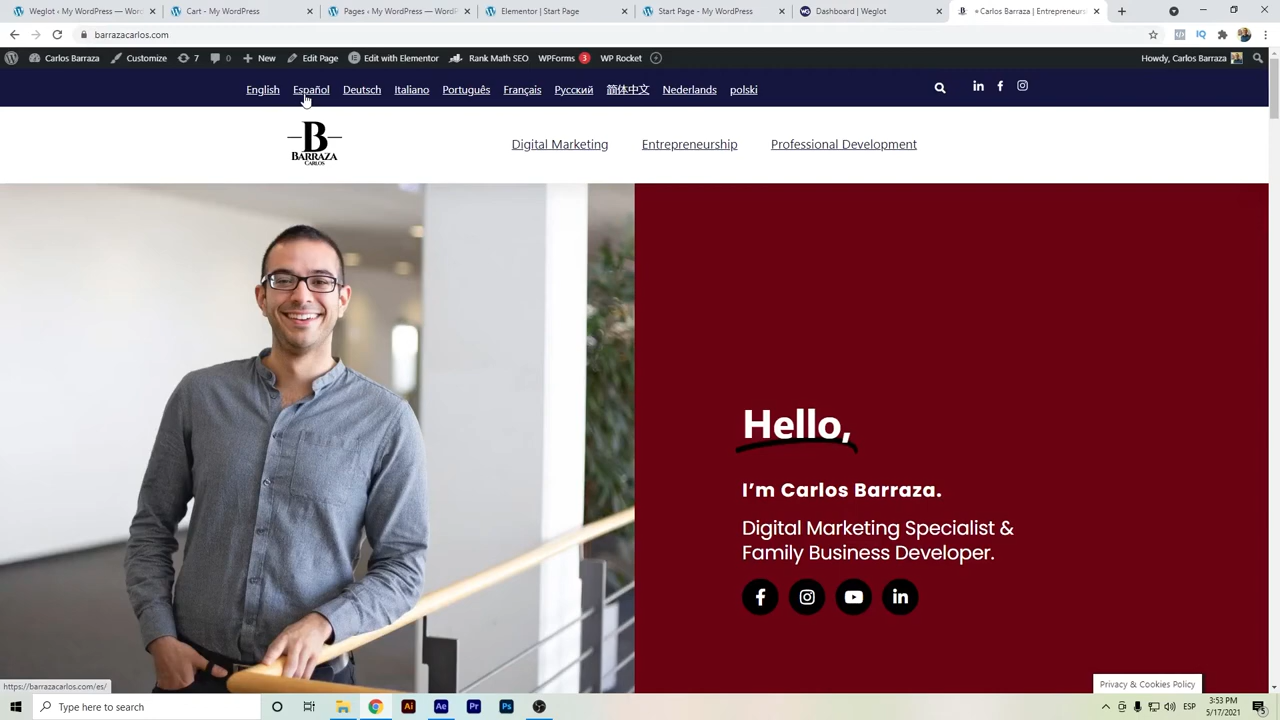 Weglot - My WordPress
Cart - My WordPress
Plugins - My WordPress
Elementor | Start Page
Start Page - My WordPress
Dashboard | Weglot
Carlos Barraza | Entrepreneurs
barrazacarlos.com
Carlos Barraza
Customize
7
0
New
Edit Page
Edit with Elementor
Rank Math SEO
WPForms 3
WP Rocket
Howdy, Carlos Barraza
English Español Deutsch Italiano Português Français Русский 简体中文 Nederlands polski
B
BARRAZA
CARLOS
Digital Marketing Entrepreneurship Professional Development
Hello,
I'm Carlos Barraza.
Digital Marketing Specialist &
Family Business Developer.
Privacy & Cookies Policy
https://barrazacarlos.com/es/
Type here to search
ESP
3:53 PM
5/17/2021